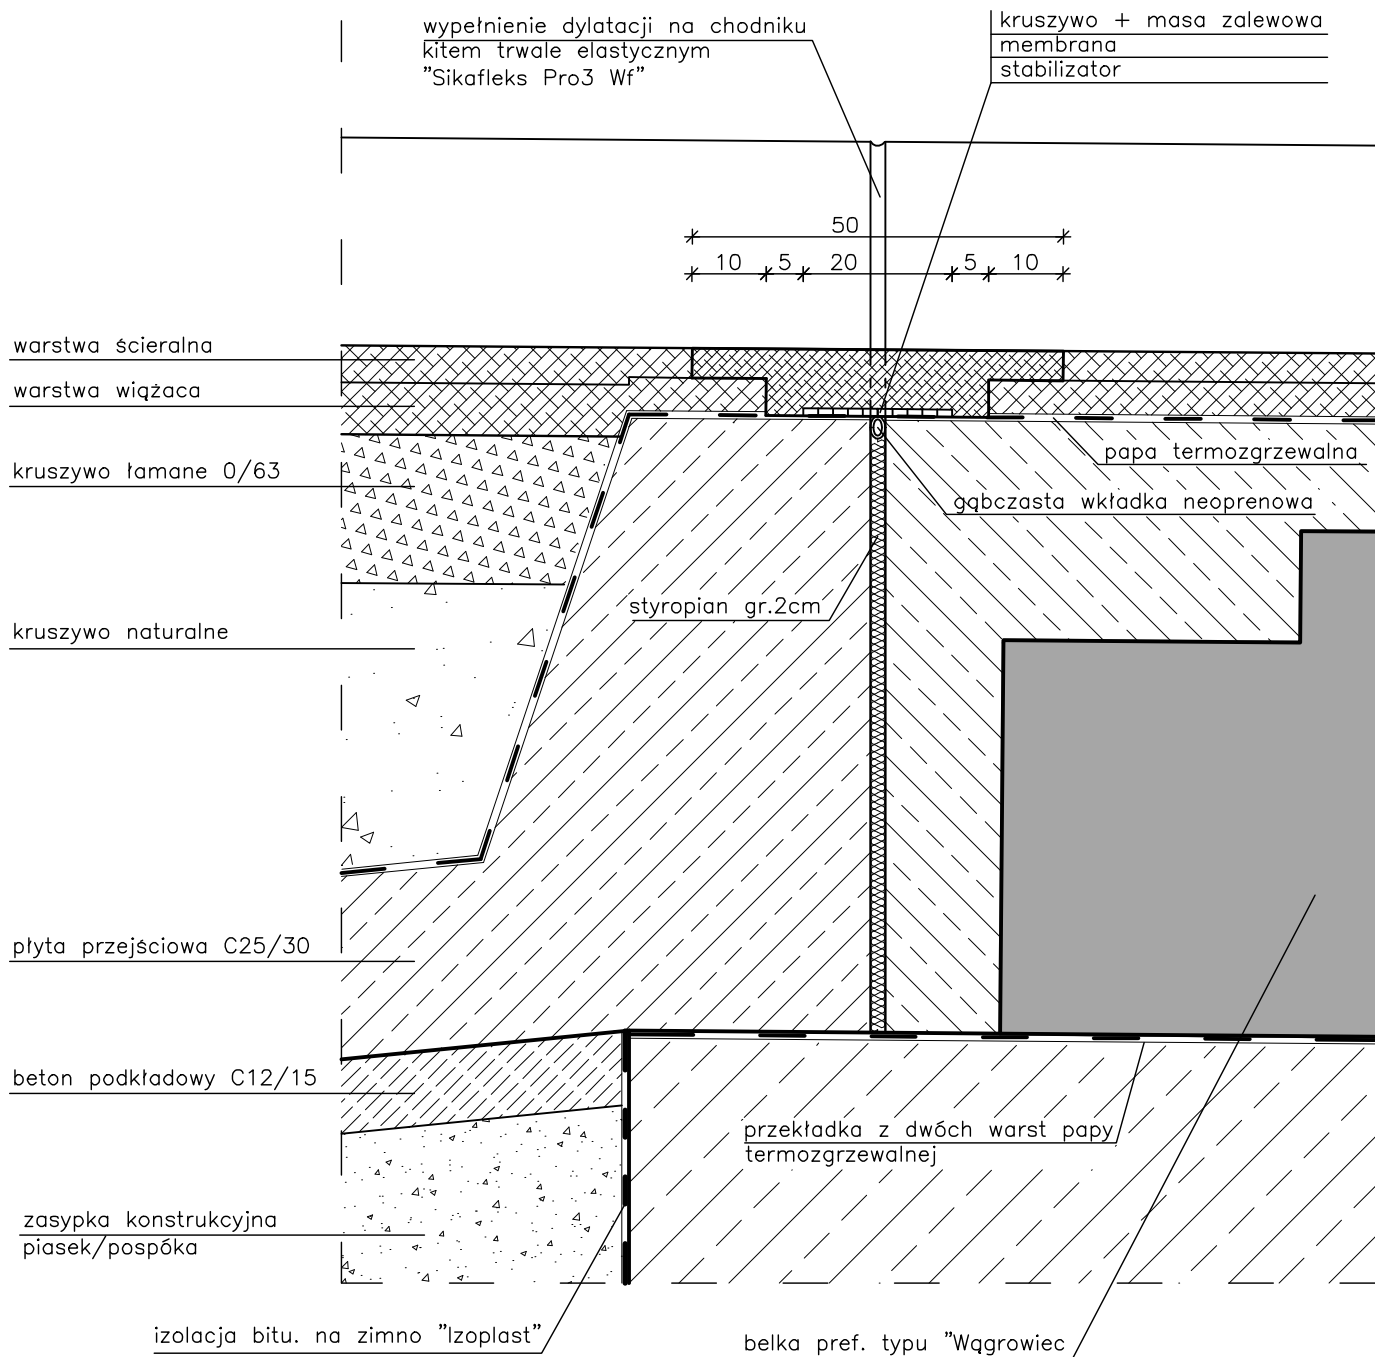 wypełnienie dylatacji na chodniku
kitem trwale elastycznym
"Sikafleks Pro3 Wf"
kruszywo + masa zalewowa
membrana
stabilizator
50
10 5 20 5 10
warstwa ścieralna
warstwa wiążaca
kruszywo łamane 0/63
papa termozgrzewalna
gąbczasta wkładka neoprenowa
styropian gr.2cm
kruszywo naturalne
płyta przejściowa C25/30
beton podkładowy C12/15
przekładka z dwóch warst papy
termozgrzewalnej
zasypka konstrukcyjna
piasek/pospóka
izolacja bitu. na zimno "Izoplast"
belka pref. typu "Wągrowiec